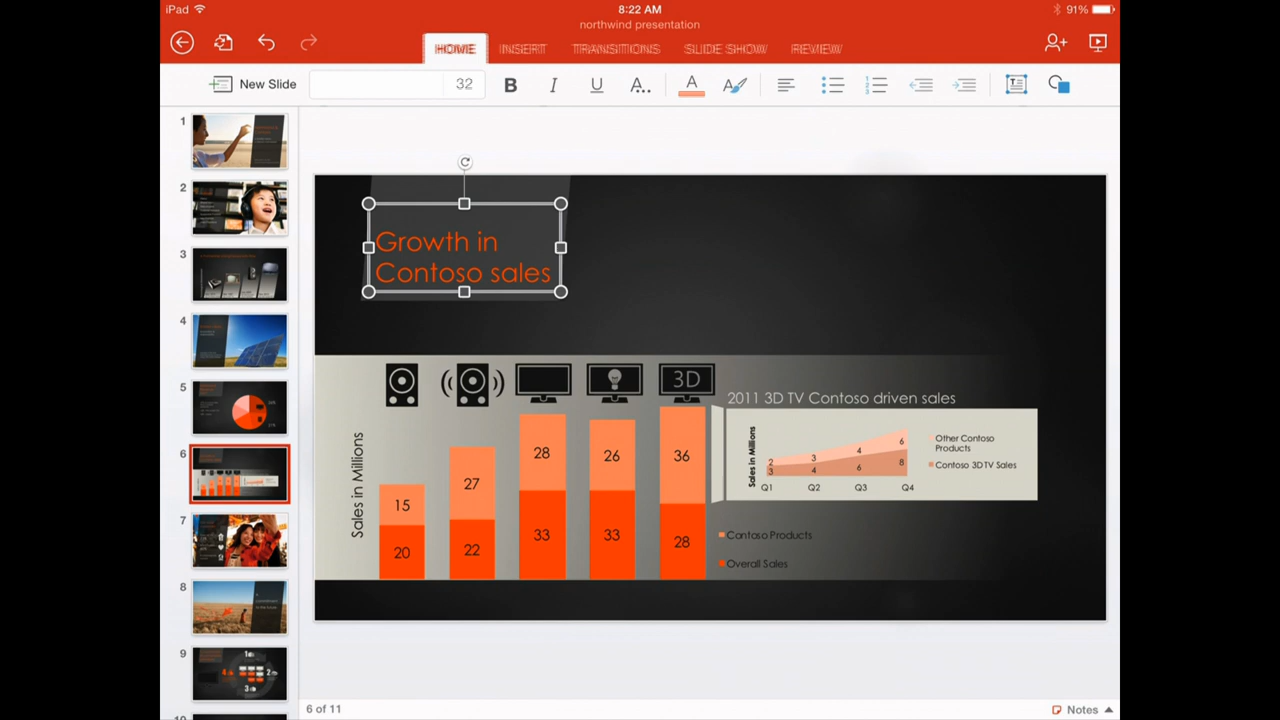 iPad
8:22 AM
91%
northwind presentation
HOME
INSERT
TRANSITIONS
SLIDE SHOW
REVIEW
New Slide
32
B
I
U
A..
A
1
2
3
4
5
6
7
8
9
Growth in
Contoso sales
3D
2011 3D TV Contoso driven sales
Sales in Millions
15
27
28
26
36
20
22
33
33
28
Sales in Millions
2
3
4
6
3
4
6
8
Q1
Q2
Q3
Q4
Other Contoso
Products
Contoso 3DTV Sales
Contoso Products
Overall Sales
6 of 11
Notes